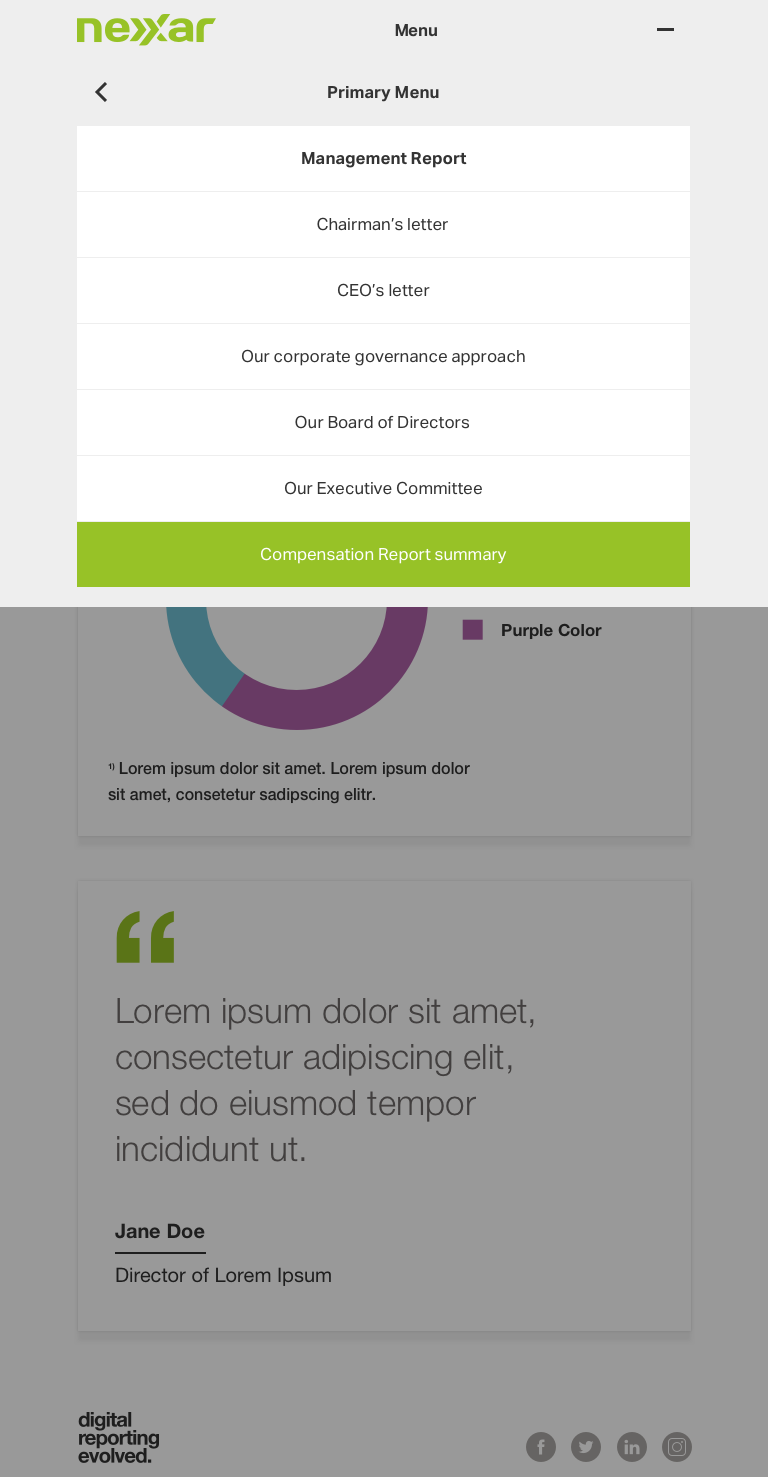 nexxar
Menu
Primary Menu
Management Report
Chairman’s letter
CEO’s letter
Our corporate governance approach
Our Board of Directors
Our Executive Committee
Compensation Report summary
Purple Color
¹⁾ Lorem ipsum dolor sit amet. Lorem ipsum dolor
sit amet, consetetur sadipscing elitr.
“
Lorem ipsum dolor sit amet,
consectetur adipiscing elit,
sed do eiusmod tempor
incididunt ut.
Jane Doe
Director of Lorem Ipsum
digital
reporting
evolved.